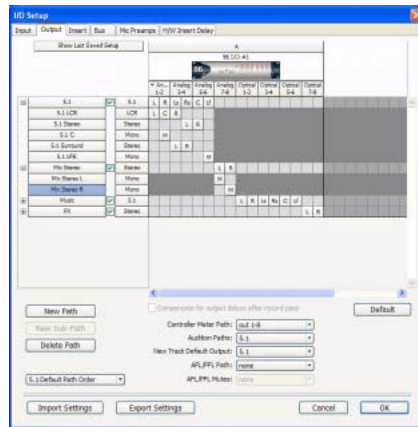 I/O Setup
Input Output Insert Bus Mic Preamps H/W Insert Delay
Show Last Saved Setup
A
96 I/O #1
Analog Analog Analog Optical Optical Optical Optical
1-2 3-4 5-6 7-8 1-2 3-4 5-6 7-8
5.1 5.1 L R Ls Rs C Lf
5.1 LCR LCR L C R
5.1 Stereo Stereo L R
5.1 C Mono M
5.1 Surround Stereo L R
5.1 LFE Mono M
Mix Stereo Stereo L R
Mix Stereo L Mono M
Mix Stereo R Mono M
Music 5.1 L R Ls Rs C Lf
FX Stereo L R
New Path
New Sub-Path
Delete Path
5.1 Default Path Order
Compensate for output delays after record pass
Default
Controller Meter Path: out 1-8
Audition Paths: 5.1
New Track Default Output: 5.1
AFL/PFL Path: none
AFL/PFL Mutes: none
Import Settings Export Settings Cancel OK